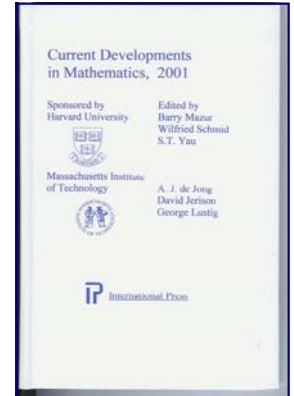 Current Developments
in Mathematics, 2001
Sponsored by
Harvard University
Edited by
Barry Mazur
Wilfried Schmid
S.T. Yau
Massachusetts Institute
of Technology
A. J. de Jong
David Jerison
George Lustig
International Press